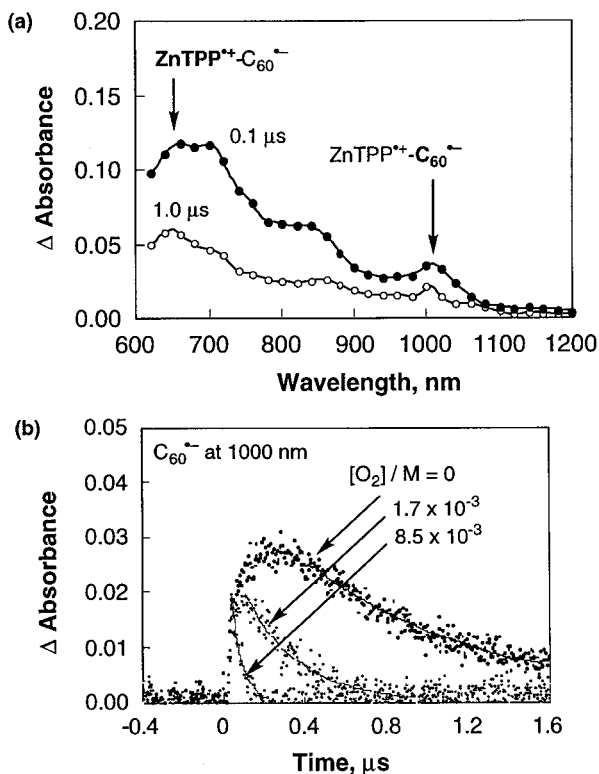 (a)
0.20
0.15
0.10
0.05
0.00
Δ Absorbance
ZnTPP•+-C60•−
0.1 µs
ZnTPP•+-C60•−
1.0 µs
600 700 800 900 1000 1100 1200
Wavelength, nm
(b)
0.05
0.04
0.03
0.02
0.01
0.00
Δ Absorbance
C60•− at 1000 nm
[O2] / M = 0
1.7 x 10-3
8.5 x 10-3
-0.4 0 0.4 0.8 1.2 1.6
Time, µs